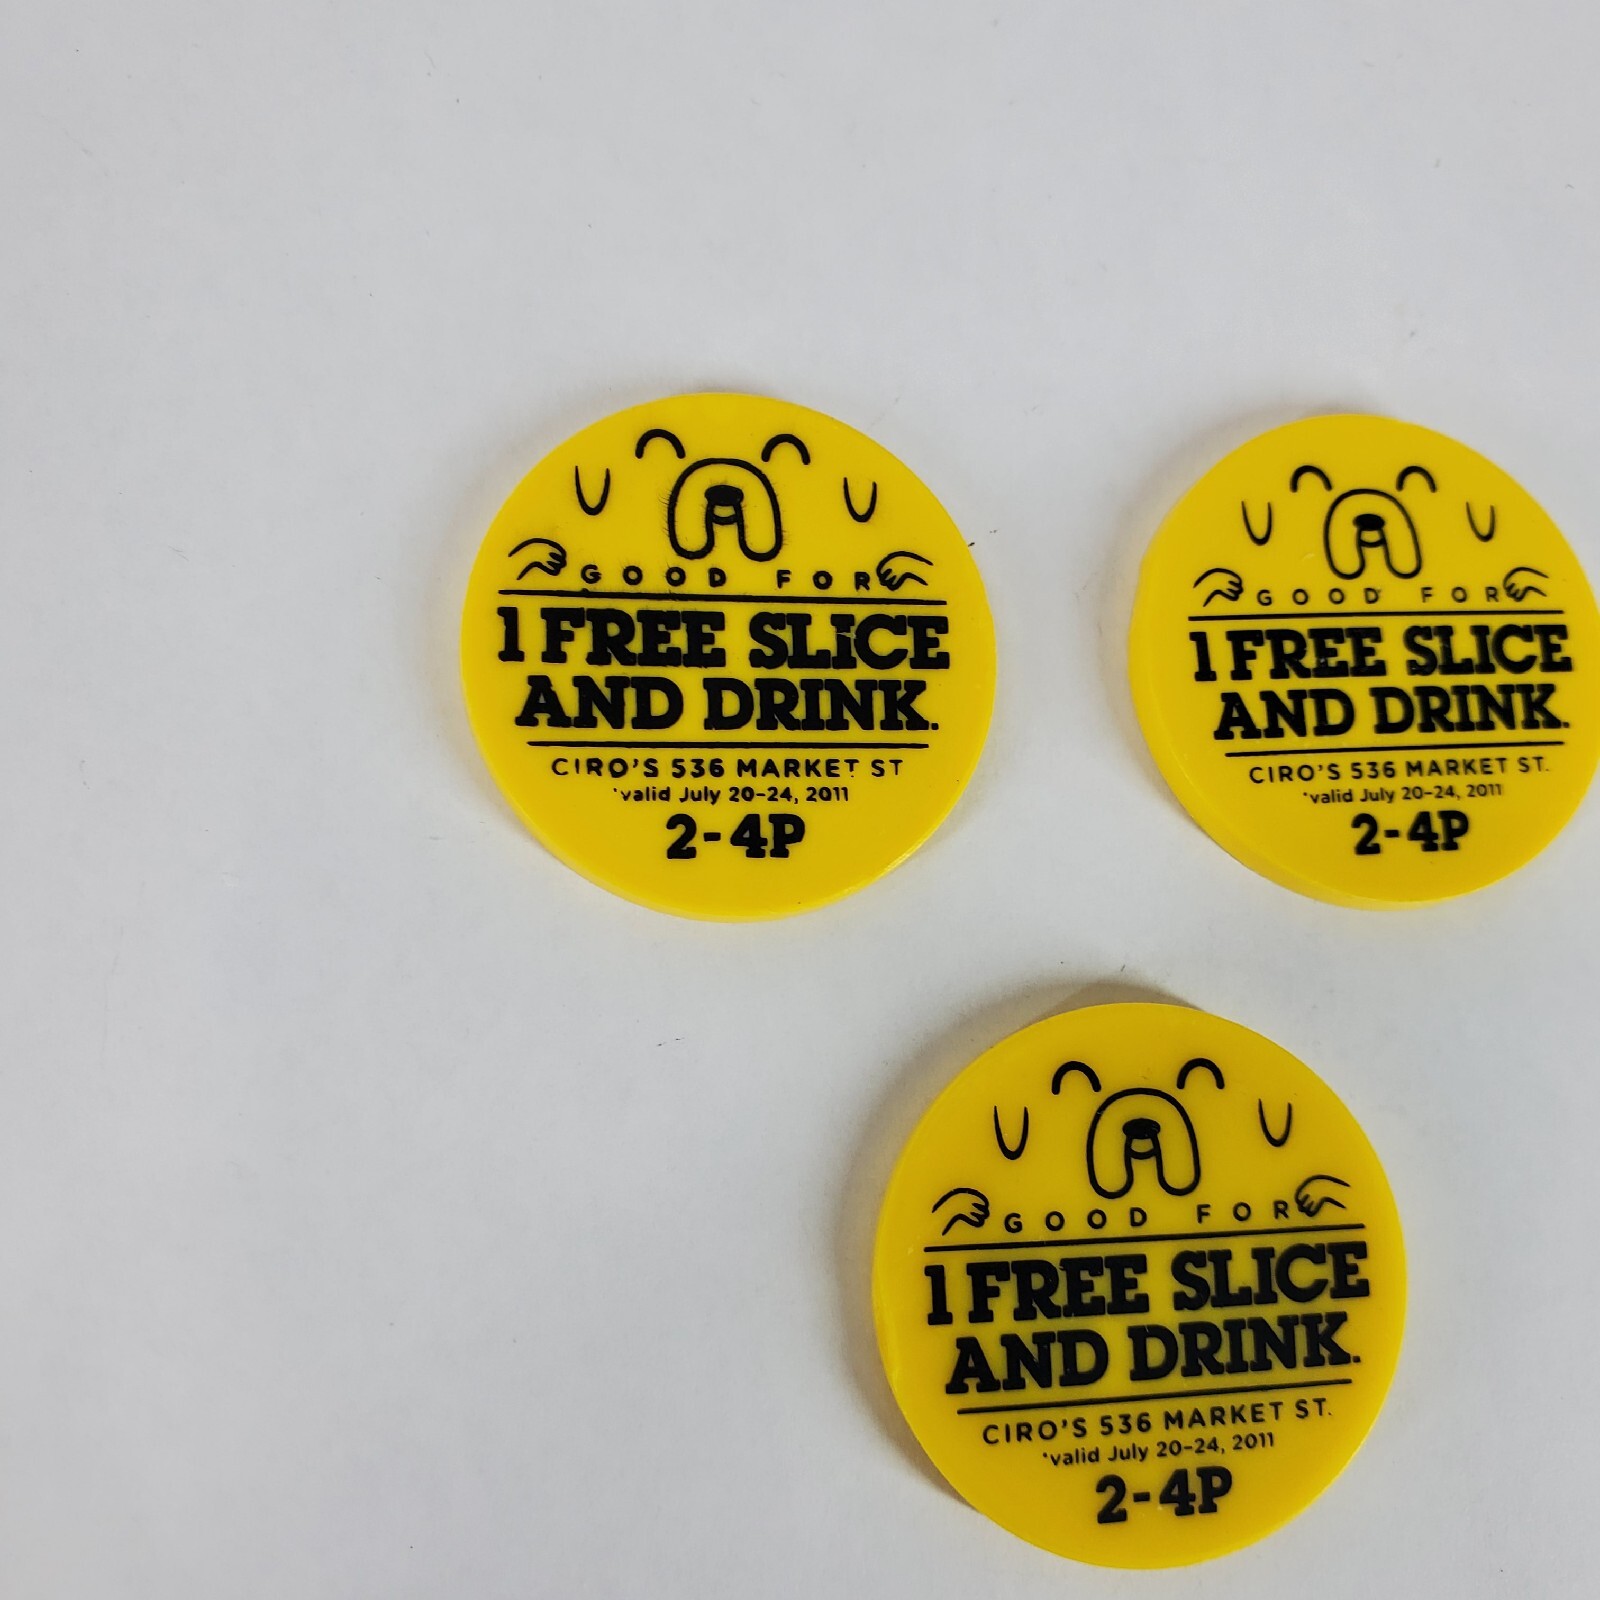 GOOD FOR
1 FREE SLICE
AND DRINK.
CIRO'S 536 MARKET ST
*valid July 20-24, 2011
2-4P
GOOD FOR
1 FREE SLICE
AND DRINK.
CIRO'S 536 MARKET ST.
*valid July 20-24, 2011
2-4P
GOOD FOR
1 FREE SLICE
AND DRINK.
CIRO'S 536 MARKET ST.
*valid July 20-24, 2011
2-4P